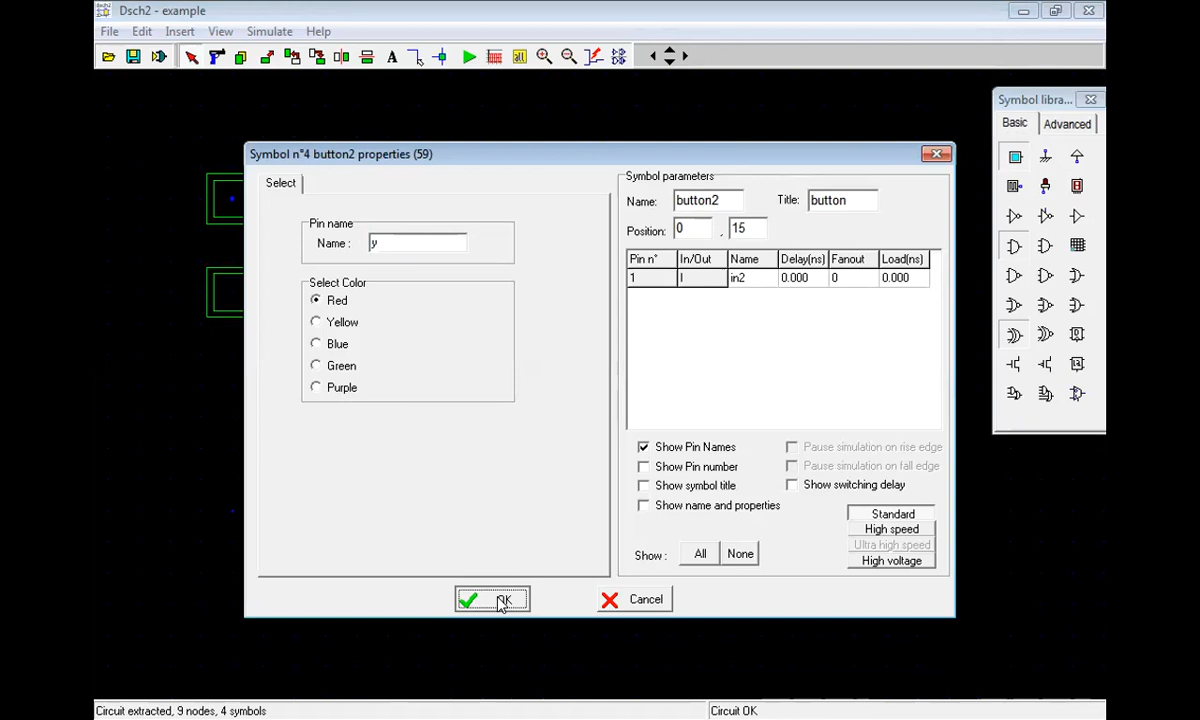 Dsch2 - example
File Edit Insert View Simulate Help
Symbol libra...
Basic Advanced
Symbol n°4 button2 properties (59)
Select
Pin name
Name : y
Select Color
Red
Yellow
Blue
Green
Purple
Symbol parameters
Name: button2 Title: button
Position: 0 , 15
Pin n° In/Out Name Delay(ns) Fanout Load(ns)
1 I in2 0.000 0 0.000
Show Pin Names
Show Pin number
Show symbol title
Show name and properties
Pause simulation on rise edge
Pause simulation on fall edge
Show switching delay
Standard
High speed
Ultra high speed
High voltage
Show : All None
OK Cancel
Circuit extracted, 9 nodes, 4 symbols Circuit OK